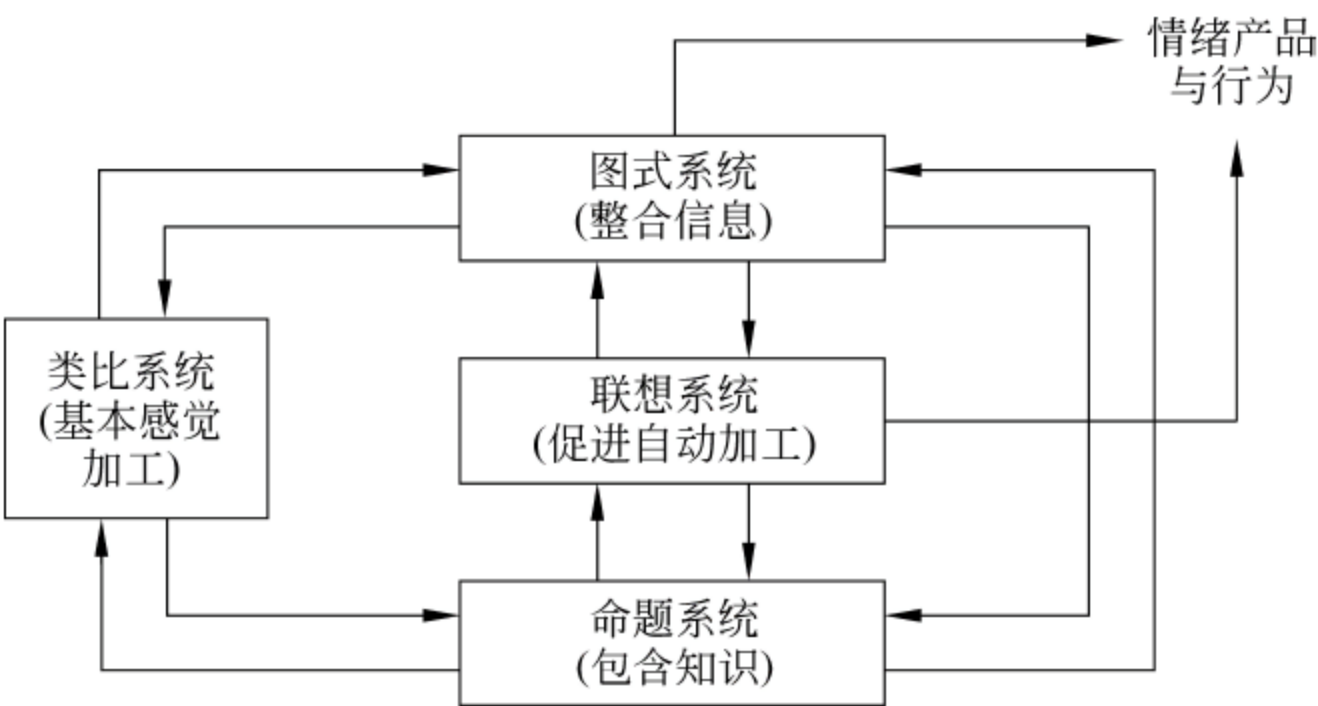 情绪产品
与行为
图式系统
(整合信息)
类比系统
(基本感觉
加工)
联想系统
(促进自动加工)
命题系统
(包含知识)